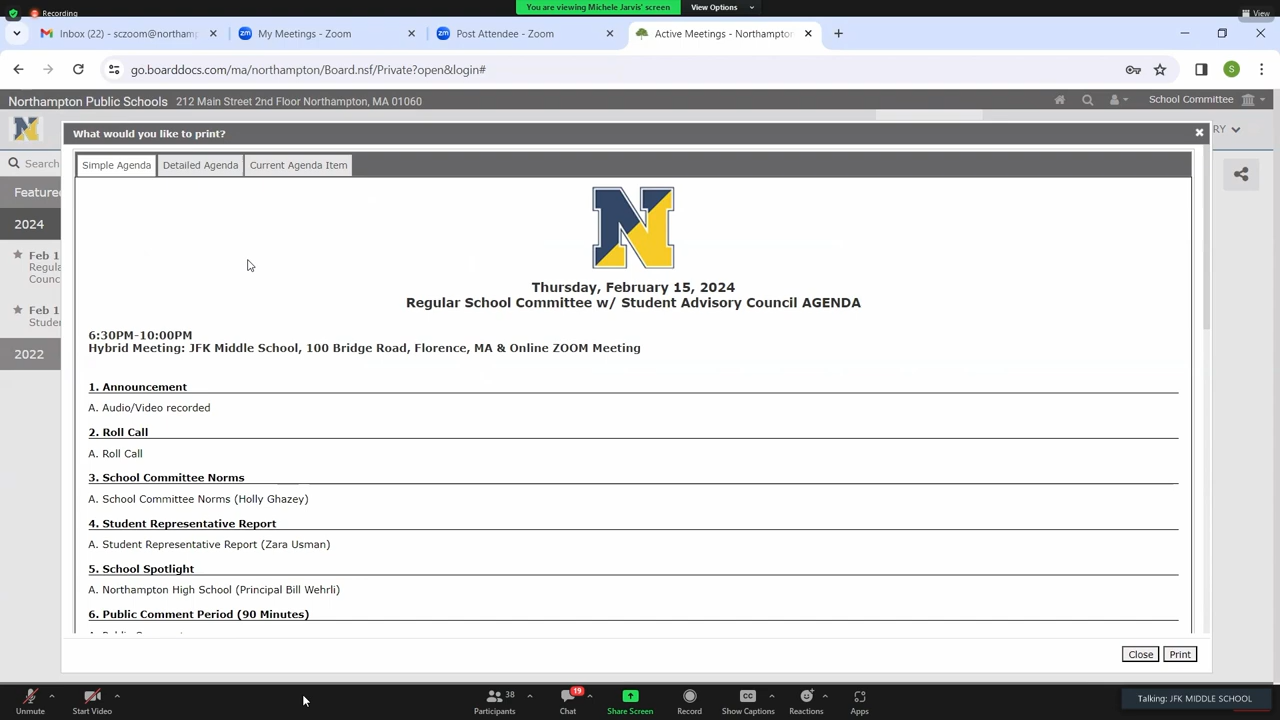 Recording
You are viewing Michele Jarvis' screen
View Options
View
Inbox (22) - sczoom@northamp
My Meetings - Zoom
Post Attendee - Zoom
Active Meetings - Northampton
go.boarddocs.com/ma/northampton/Board.nsf/Private?open&login#
S
Northampton Public Schools 212 Main Street 2nd Floor Northampton, MA 01060
School Committee
What would you like to print?
RY
Search
Simple Agenda
Detailed Agenda
Current Agenda Item
N
N
Featured
2024
Thursday, February 15, 2024
Regular School Committee w/ Student Advisory Council AGENDA
Feb 1
Regula
Counc
Feb 1
Studen
2022
6:30PM-10:00PM
Hybrid Meeting: JFK Middle School, 100 Bridge Road, Florence, MA & Online ZOOM Meeting
1. Announcement
A. Audio/Video recorded
2. Roll Call
A. Roll Call
3. School Committee Norms
A. School Committee Norms (Holly Ghazey)
4. Student Representative Report
A. Student Representative Report (Zara Usman)
5. School Spotlight
A. Northampton High School (Principal Bill Wehrli)
6. Public Comment Period (90 Minutes)
Close
Print
Unmute
Start Video
38
Participants
19
Chat
Share Screen
Record
CC
Show Captions
Reactions
Apps
Talking: JFK MIDDLE SCHOOL